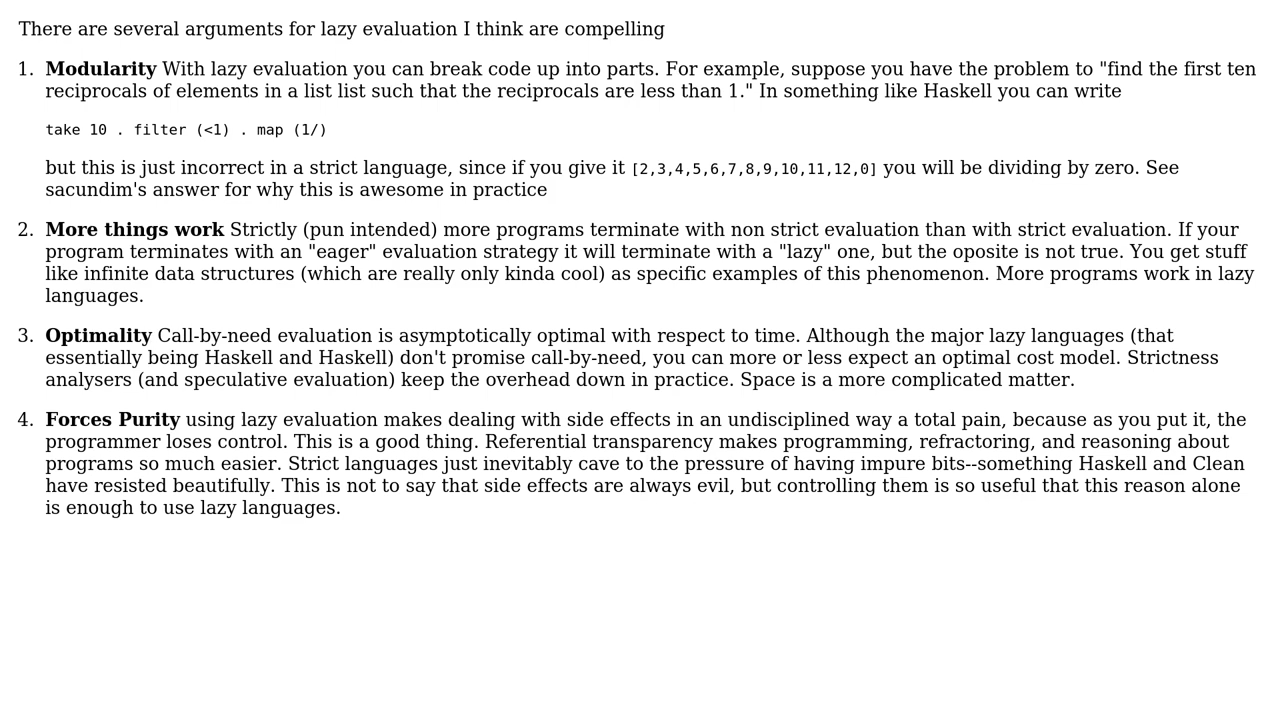 There are several arguments for lazy evaluation I think are compelling
1. Modularity With lazy evaluation you can break code up into parts. For example, suppose you have the problem to "find the first ten
reciprocals of elements in a list list such that the reciprocals are less than 1." In something like Haskell you can write
take 10 . filter (<1) . map (1/)
but this is just incorrect in a strict language, since if you give it [2,3,4,5,6,7,8,9,10,11,12,0] you will be dividing by zero. See
sacundim's answer for why this is awesome in practice
2. More things work Strictly (pun intended) more programs terminate with non strict evaluation than with strict evaluation. If your
program terminates with an "eager" evaluation strategy it will terminate with a "lazy" one, but the oposite is not true. You get stuff
like infinite data structures (which are really only kinda cool) as specific examples of this phenomenon. More programs work in lazy
languages.
3. Optimality Call-by-need evaluation is asymptotically optimal with respect to time. Although the major lazy languages (that
essentially being Haskell and Haskell) don't promise call-by-need, you can more or less expect an optimal cost model. Strictness
analysers (and speculative evaluation) keep the overhead down in practice. Space is a more complicated matter.
4. Forces Purity using lazy evaluation makes dealing with side effects in an undisciplined way a total pain, because as you put it, the
programmer loses control. This is a good thing. Referential transparency makes programming, refractoring, and reasoning about
programs so much easier. Strict languages just inevitably cave to the pressure of having impure bits--something Haskell and Clean
have resisted beautifully. This is not to say that side effects are always evil, but controlling them is so useful that this reason alone
is enough to use lazy languages.